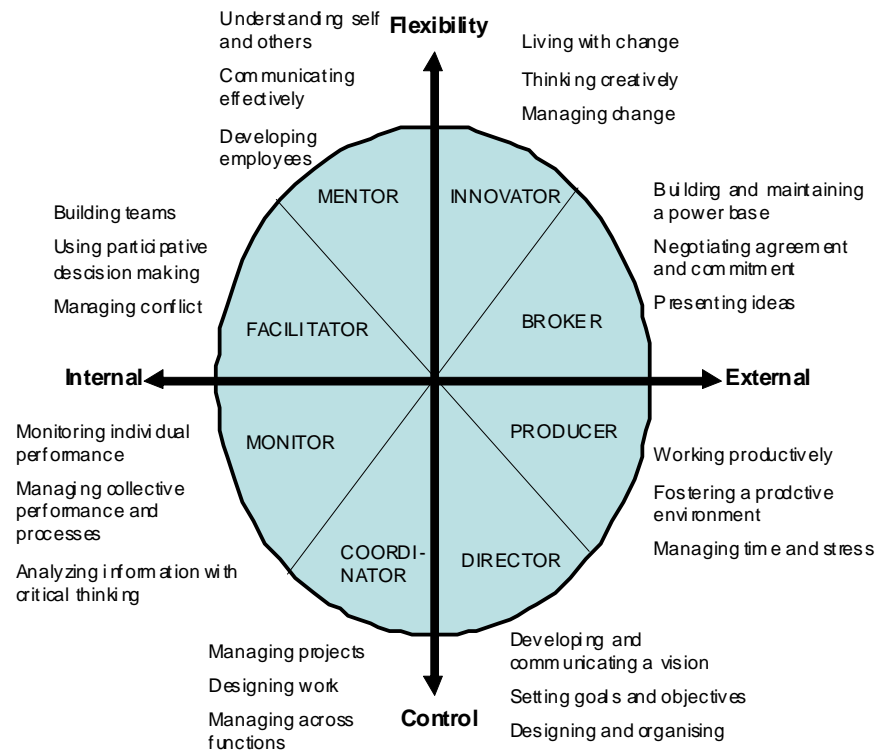 Understanding self
and others
Communicating
effectively
Developing
employees
Flexibility
Living with change
Thinking creatively
Managing change
MENTOR
INNOVATOR
Building teams
Using participative
descision making
Managing conflict
Building and maintaining
a power base
Negotiating agreement
and commitment
Presenting ideas
FACILITATOR
BROKER
Internal
External
Monitoring individual
performance
Managing collective
performance and
processes
Analyzing information with
critical thinking
MONITOR
PRODUCER
Working productively
Fostering a prodctive
environment
Managing time and stress
COORDI-
NATOR
DIRECTOR
Managing projects
Designing work
Managing across
functions
Control
Developing and
communicating a vision
Setting goals and objectives
Designing and organising